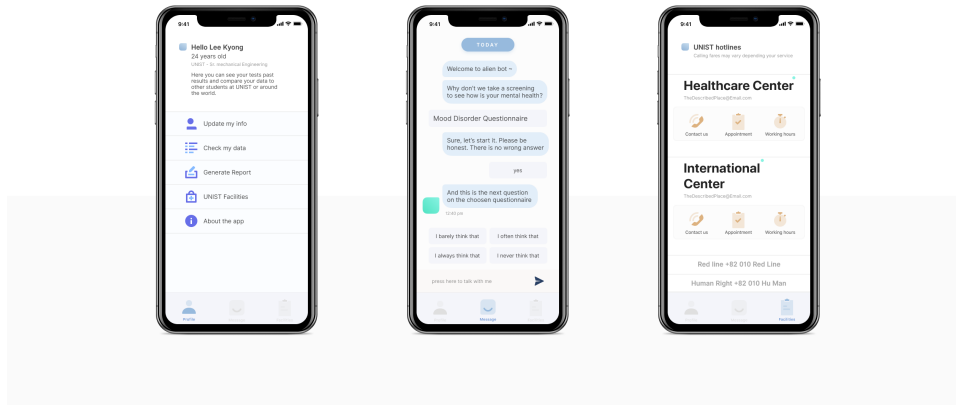 9:41
Hello Lee Kyong
24 years old
UNIST - Sr. Mechanical Engineering
Here you can see your tests past
results and compare your data to
other students at UNIST or around
the world.
Update my info
Check my data
Generate Report
UNIST Facilities
About the app
Profile
Message
9:41
TODAY
Welcome to alien bot ~
Why don't we take a screening
to see how is your mental health?
Mood Disorder Questionnaire
Sure, let's start it. Please be
honest. There is no wrong answer
yes
And this is the next question
on the choosen questionnaire
12:00 pm
I barely think that
I often think that
I always think that
I never think that
press here to talk with me
Message
9:41
UNIST hotlines
Calling fares may vary depending your service
Healthcare Center
TheDescribedPlace@Email.com
Contact us
Appointment
Working hours
International
Center
TheDescribedPlace@Email.com
Contact us
Appointment
Working hours
Red line +82 010 Red Line
Human Right +82 010 Hu Man
Message
Facilities